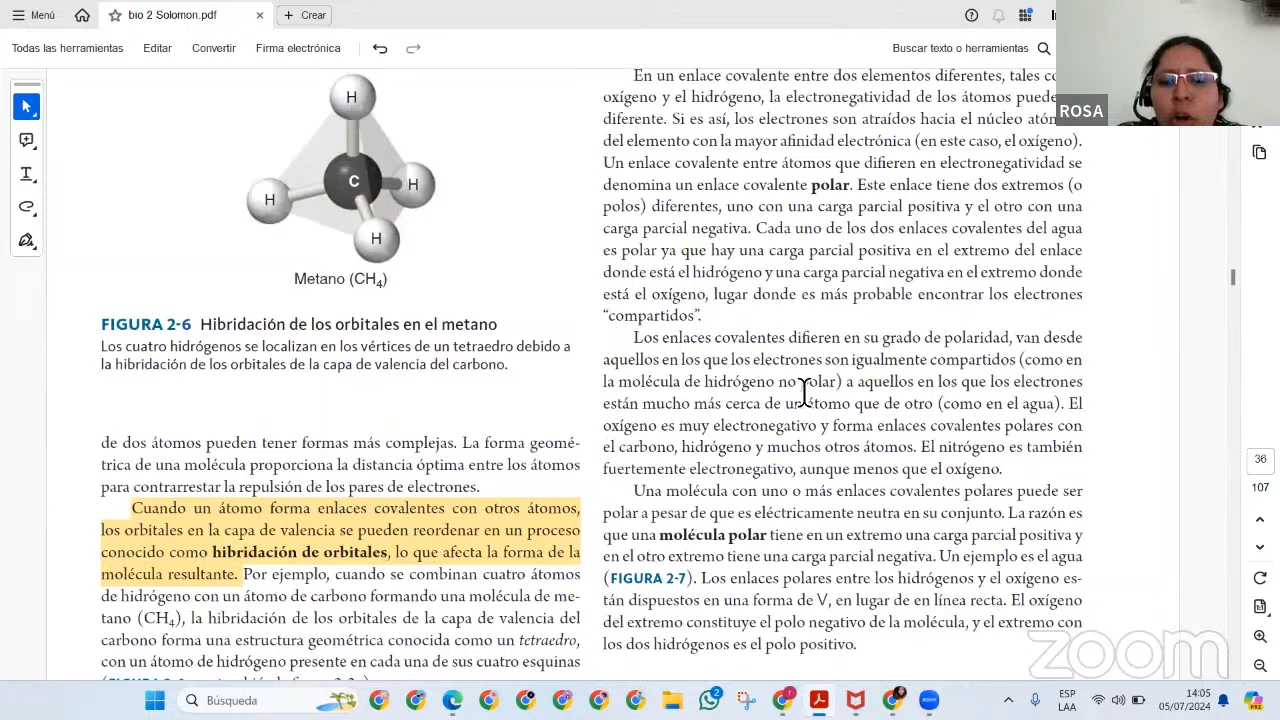 Menú
bio 2 Solomon.pdf
Crear
Todas las herramientas
Editar
Convertir
Firma electrónica
Buscar texto o herramientas
ROSA
H
C
H
H
H
Metano (CH4)
FIGURA 2-6 Hibridación de los orbitales en el metano
Los cuatro hidrógenos se localizan en los vértices de un tetraedro debido a
la hibridación de los orbitales de la capa de valencia del carbono.
de dos átomos pueden tener formas más complejas. La forma geomé-
trica de una molécula proporciona la distancia óptima entre los átomos
para contrarrestar la repulsión de los pares de electrones.
Cuando un átomo forma enlaces covalentes con otros átomos,
los orbitales en la capa de valencia se pueden reordenar en un proceso
conocido como hibridación de orbitales, lo que afecta la forma de la
molécula resultante. Por ejemplo, cuando se combinan cuatro átomos
de hidrógeno con un átomo de carbono formando una molécula de me-
tano (CH4), la hibridación de los orbitales de la capa de valencia del
carbono forma una estructura geométrica conocida como un tetraedro,
con un átomo de hidrógeno presente en cada una de sus cuatro esquinas
En un enlace covalente entre dos elementos diferentes, tales
oxígeno y el hidrógeno, la electronegatividad de los átomos puede
diferente. Si es así, los electrones son atraídos hacia el núcleo
del elemento con la mayor afinidad electrónica (en este caso, el oxígeno).
Un enlace covalente entre átomos que difieren en electronegatividad se
denomina un enlace covalente polar. Este enlace tiene dos extremos (o
polos) diferentes, uno con una carga parcial positiva y el otro con una
carga parcial negativa. Cada uno de los dos enlaces covalentes del agua
es polar ya que hay una carga parcial positiva en el extremo del enlace
donde está el hidrógeno y una carga parcial negativa en el extremo donde
está el oxígeno, lugar donde es más probable encontrar los electrones
“compartidos”.
Los enlaces covalentes difieren en su grado de polaridad, van desde
aquellos en los que los electrones son igualmente compartidos (como en
la molécula de hidrógeno no polar) a aquellos en los que los electrones
están mucho más cerca de un átomo que de otro (como en el agua). El
oxígeno es muy electronegativo y forma enlaces covalentes polares con
el carbono, hidrógeno y muchos otros átomos. El nitrógeno es también
fuertemente electronegativo, aunque menos que el oxígeno.
Una molécula con uno o más enlaces covalentes polares puede ser
polar a pesar de que es eléctricamente neutra en su conjunto. La razón es
que una molécula polar tiene en un extremo una carga parcial positiva y
en el otro extremo tiene una carga parcial negativa. Un ejemplo es el agua
(FIGURA 2-7). Los enlaces polares entre los hidrógenos y el oxígeno es-
tán dispuestos en una forma de V, en lugar de en línea recta. El oxígeno
del extremo constituye el polo negativo de la molécula, y el extremo con
los dos hidrógenos es el polo positivo.
36
107
zoom
Búsqueda
2
ESP
LAA
14:05
05/07/2024